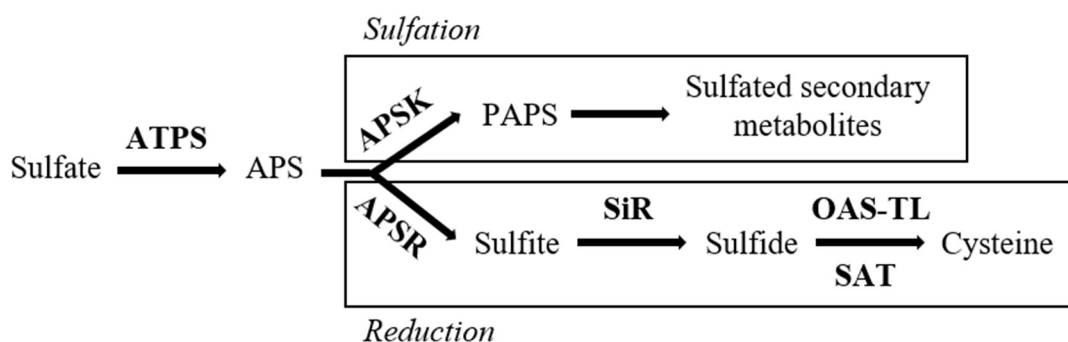 Sulfation
Sulfate
ATPS
APS
APSK
PAPS
Sulfated secondary
metabolites
APSR
Sulfite
SiR
Sulfide
OAS-TL
SAT
Cysteine
Reduction